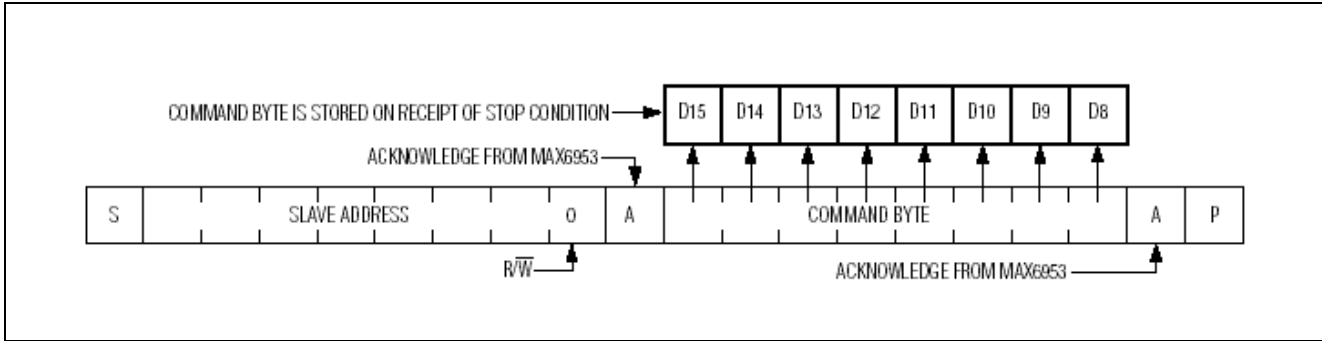 COMMAND BYTE IS STORED ON RECEIPT OF STOP CONDITION D15 D14 D13 D12 D11 D10 D9 D8
ACKNOWLEDGE FROM MAX6953
S SLAVE ADDRESS 0 A COMMAND BYTE A P
R/W̅ ACKNOWLEDGE FROM MAX6953